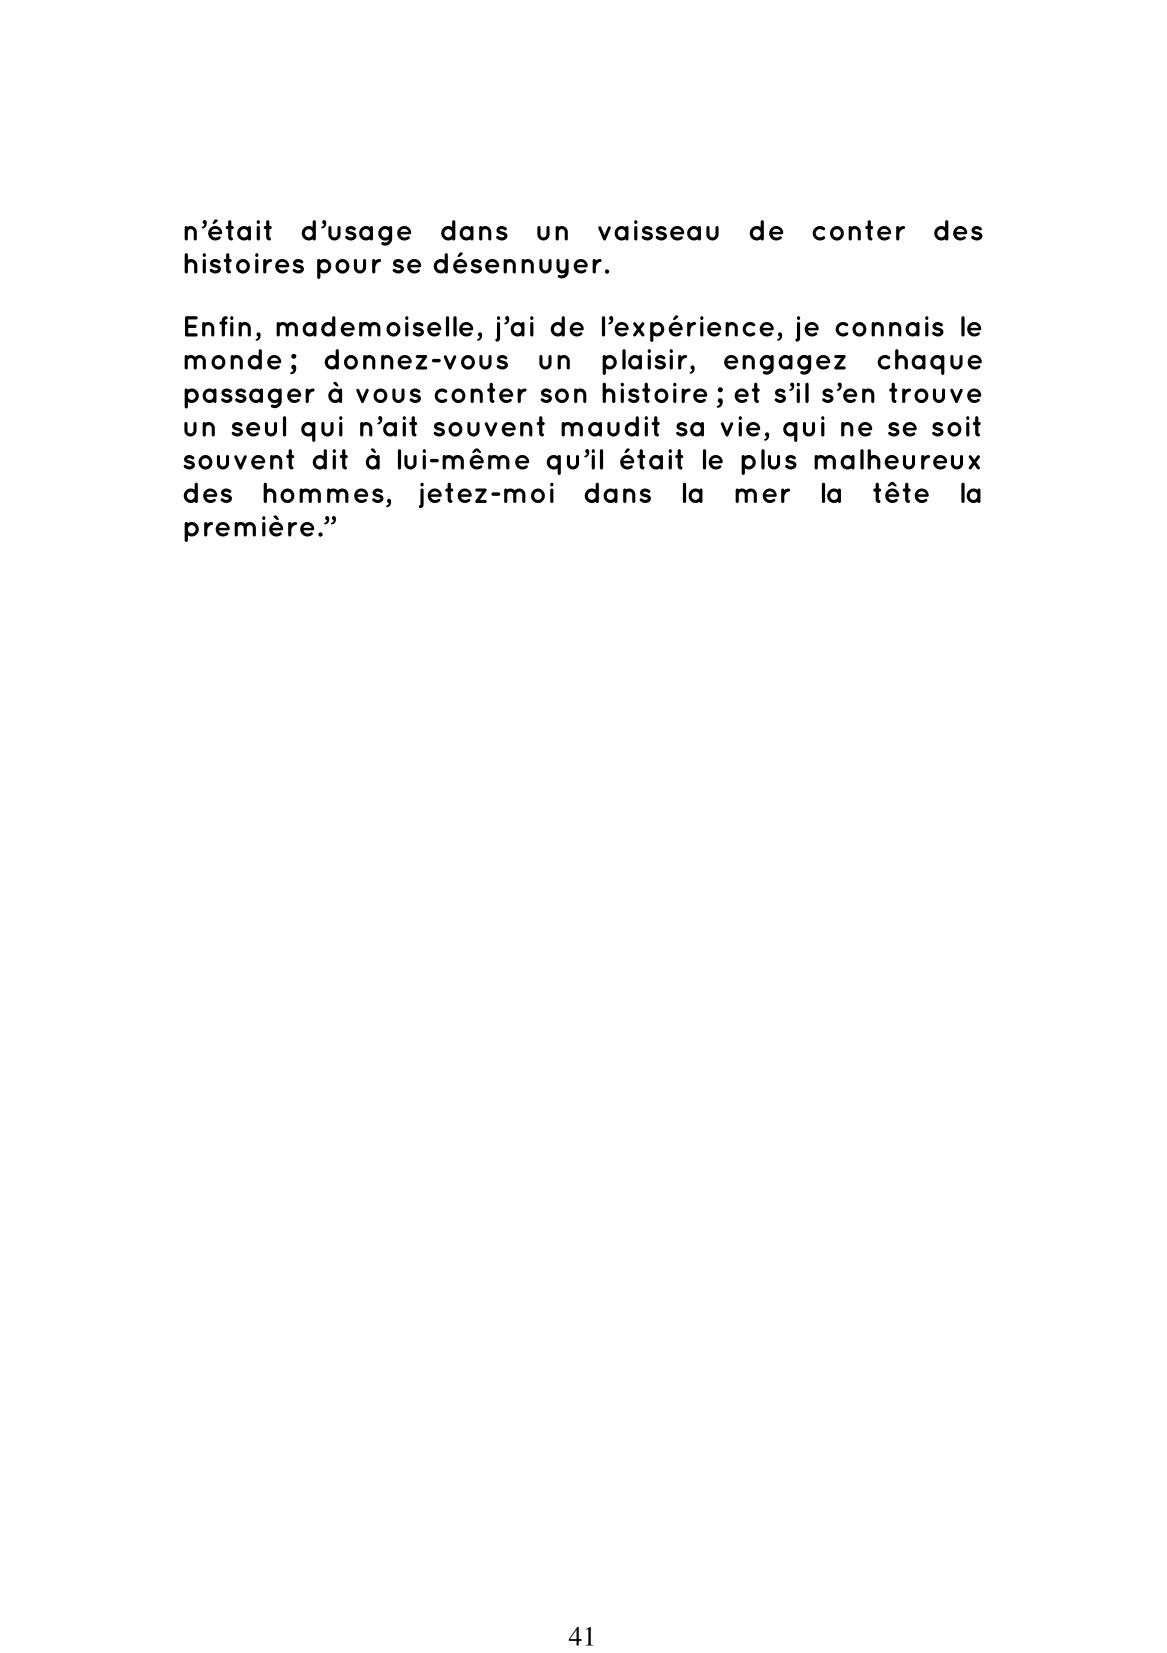 n’était d’usage dans un vaisseau de conter des
histoires pour se désennuyer.
Enfin, mademoiselle, j’ai de l’expérience, je connais le
monde ; donnez-vous un plaisir, engagez chaque
passager à vous conter son histoire ; et s’il s’en trouve
un seul qui n’ait souvent maudit sa vie, qui ne se soit
souvent dit à lui-même qu’il était le plus malheureux
des hommes, jetez-moi dans la mer la tête la
première.”
41